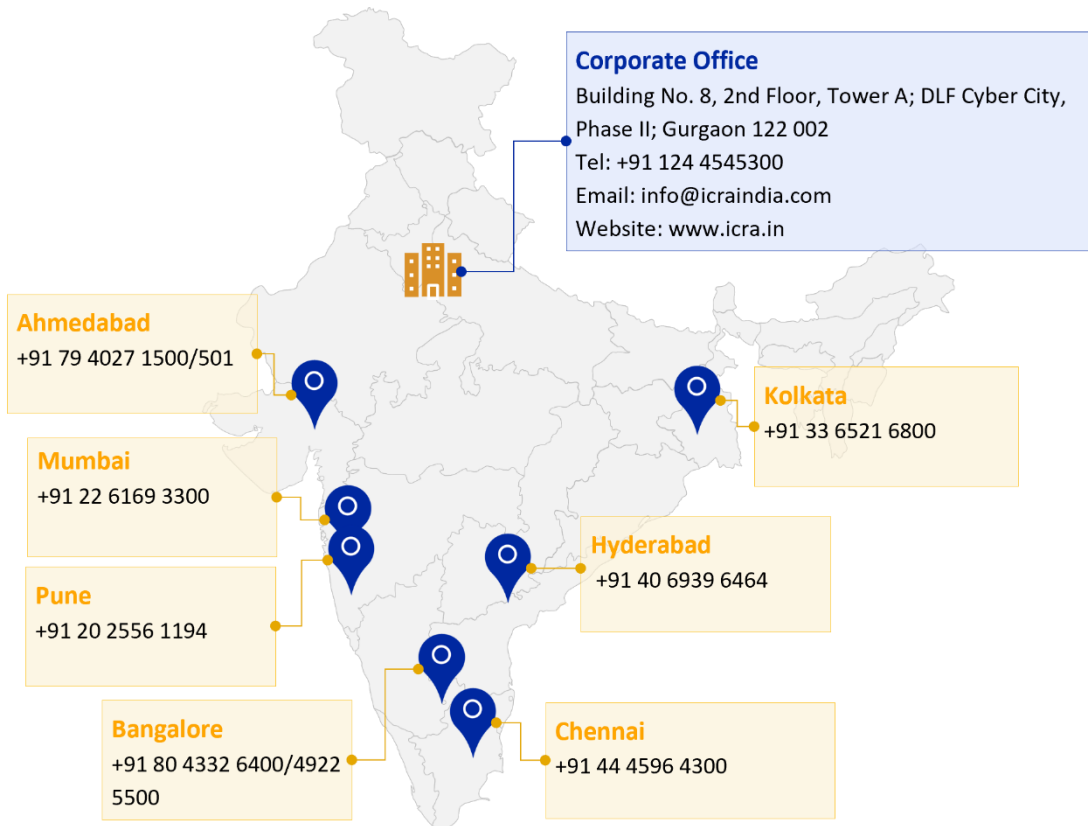 Corporate Office
Building No. 8, 2nd Floor, Tower A; DLF Cyber City,
Phase II; Gurgaon 122 002
Tel: +91 124 4545300
Email: info@icraindia.com
Website: www.icra.in
Ahmedabad
+91 79 4027 1500/501
Kolkata
+91 33 6521 6800
Mumbai
+91 22 6169 3300
Hyderabad
+91 40 6939 6464
Pune
+91 20 2556 1194
Bangalore
+91 80 4332 6400/4922
5500
Chennai
+91 44 4596 4300